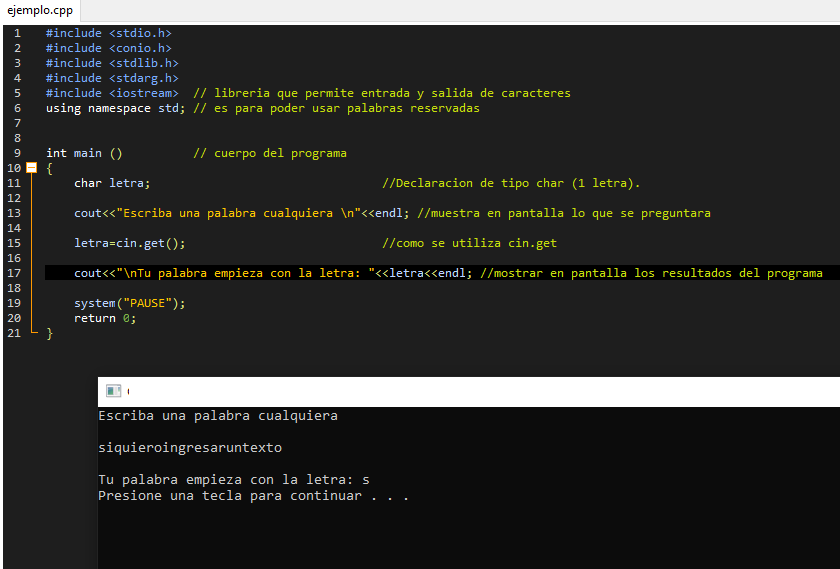 ejemplo.cpp
1 #include <stdio.h>
2 #include <conio.h>
3 #include <stdlib.h>
4 #include <stdarg.h>
5 #include <iostream> // libreria que permite entrada y salida de caracteres
6 using namespace std; // es para poder usar palabras reservadas
7
8
9 int main () // cuerpo del programa
10 {
11 char letra; //Declaracion de tipo char (1 letra).
12
13 cout<<"Escriba una palabra cualquiera \n"<<endl; //muestra en pantalla lo que se preguntara
14
15 letra=cin.get(); //como se utiliza cin.get
16
17 cout<<"\nTu palabra empieza con la letra: "<<letra<<endl; //mostrar en pantalla los resultados del programa
18
19 system("PAUSE");
20 return 0;
21 }
Escriba una palabra cualquiera
siquieroingresaruntexto
Tu palabra empieza con la letra: s
Presione una tecla para continuar . . .